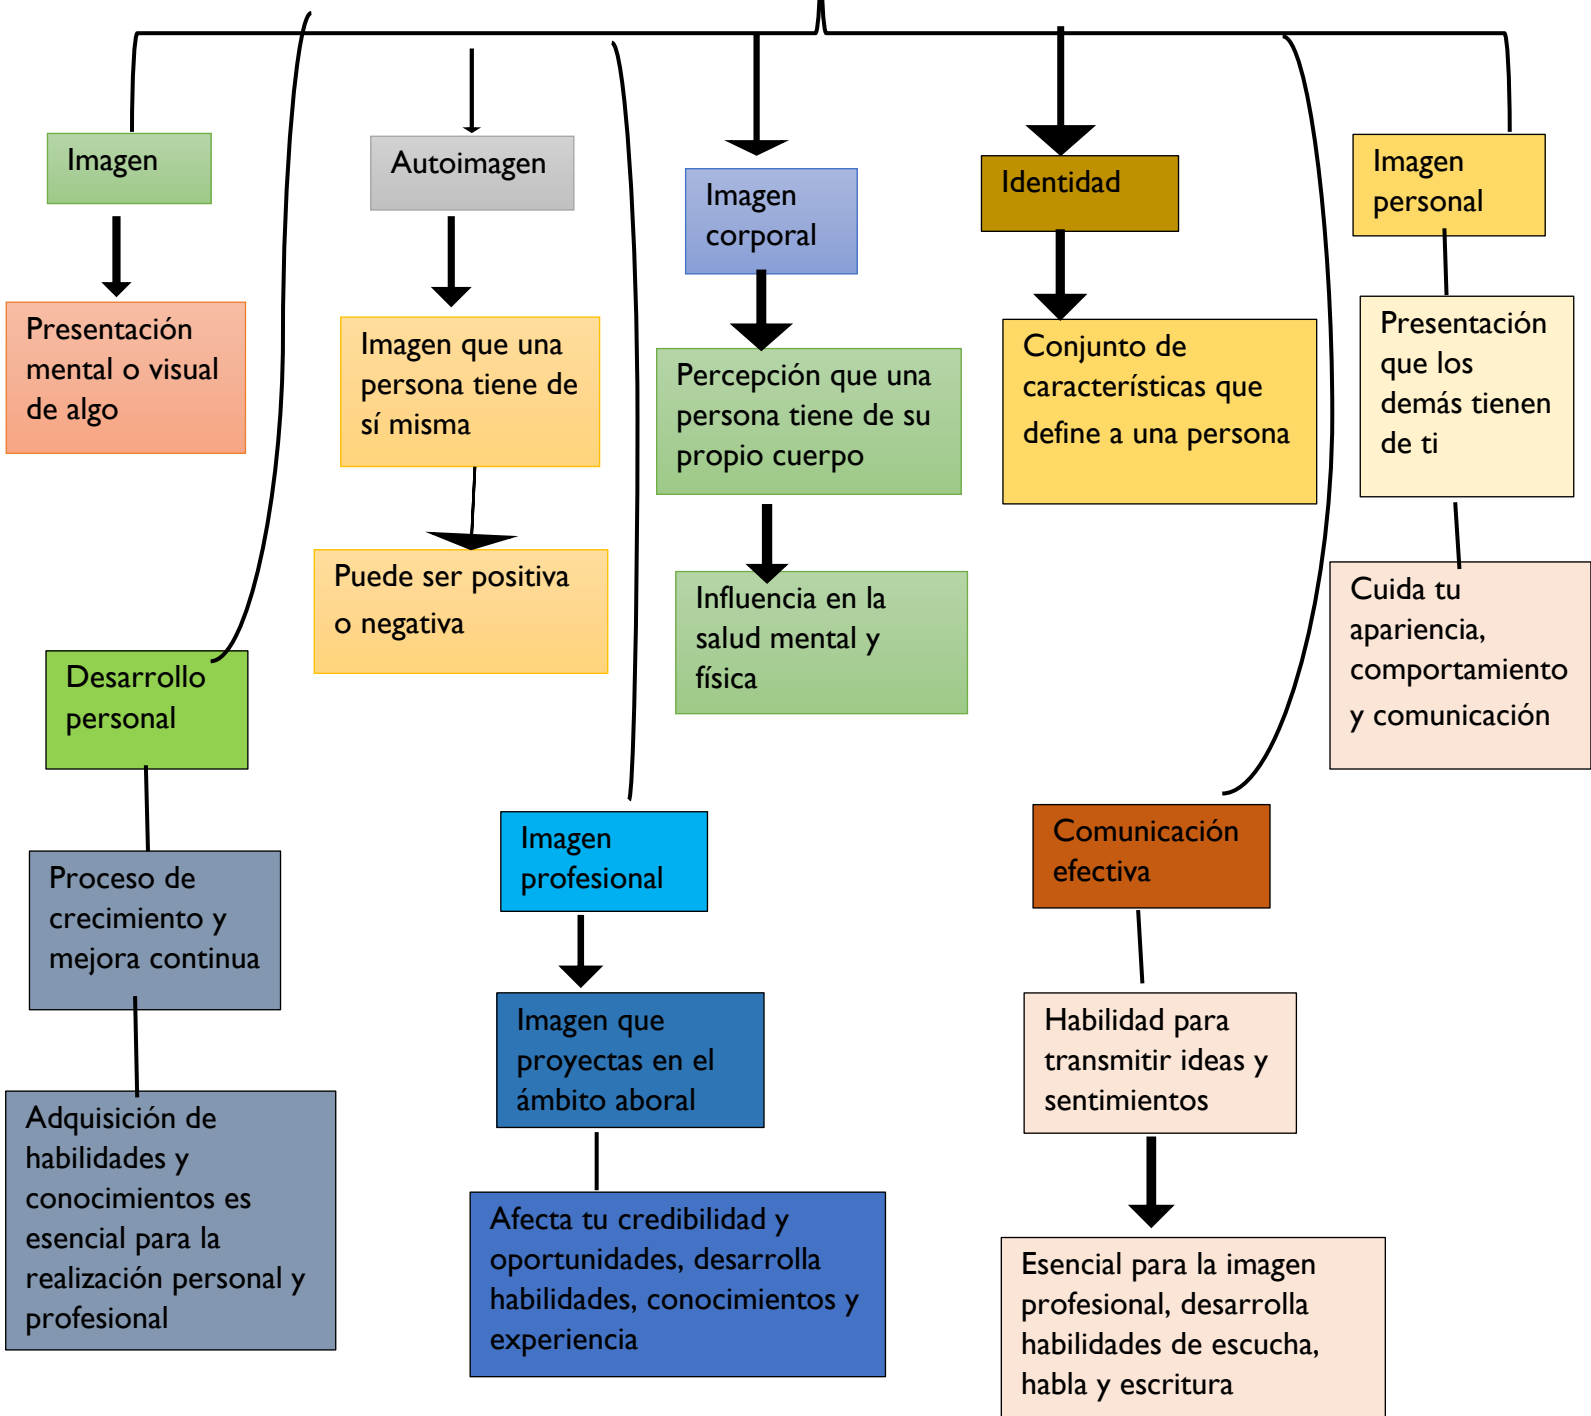 Imagen
Autoimagen
Imagen
corporal
Identidad
Imagen
personal
Presentación
mental o visual
de algo
Imagen que una
persona tiene de
sí misma
Percepción que una
persona tiene de su
propio cuerpo
Conjunto de
características que
define a una persona
Presentación
que los
demás tienen
de ti
Puede ser positiva
o negativa
Influencia en la
salud mental y
física
Cuida tu
apariencia,
comportamiento
y comunicación
Desarrollo
personal
Imagen
profesional
Comunicación
efectiva
Proceso de
crecimiento y
mejora continua
Imagen que
proyectas en el
ámbito aboral
Habilidad para
transmitir ideas y
sentimientos
Adquisición de
habilidades y
conocimientos es
esencial para la
realización personal y
profesional
Afecta tu credibilidad y
oportunidades, desarrolla
habilidades, conocimientos y
experiencia
Esencial para la imagen
profesional, desarrolla
habilidades de escucha,
habla y escritura